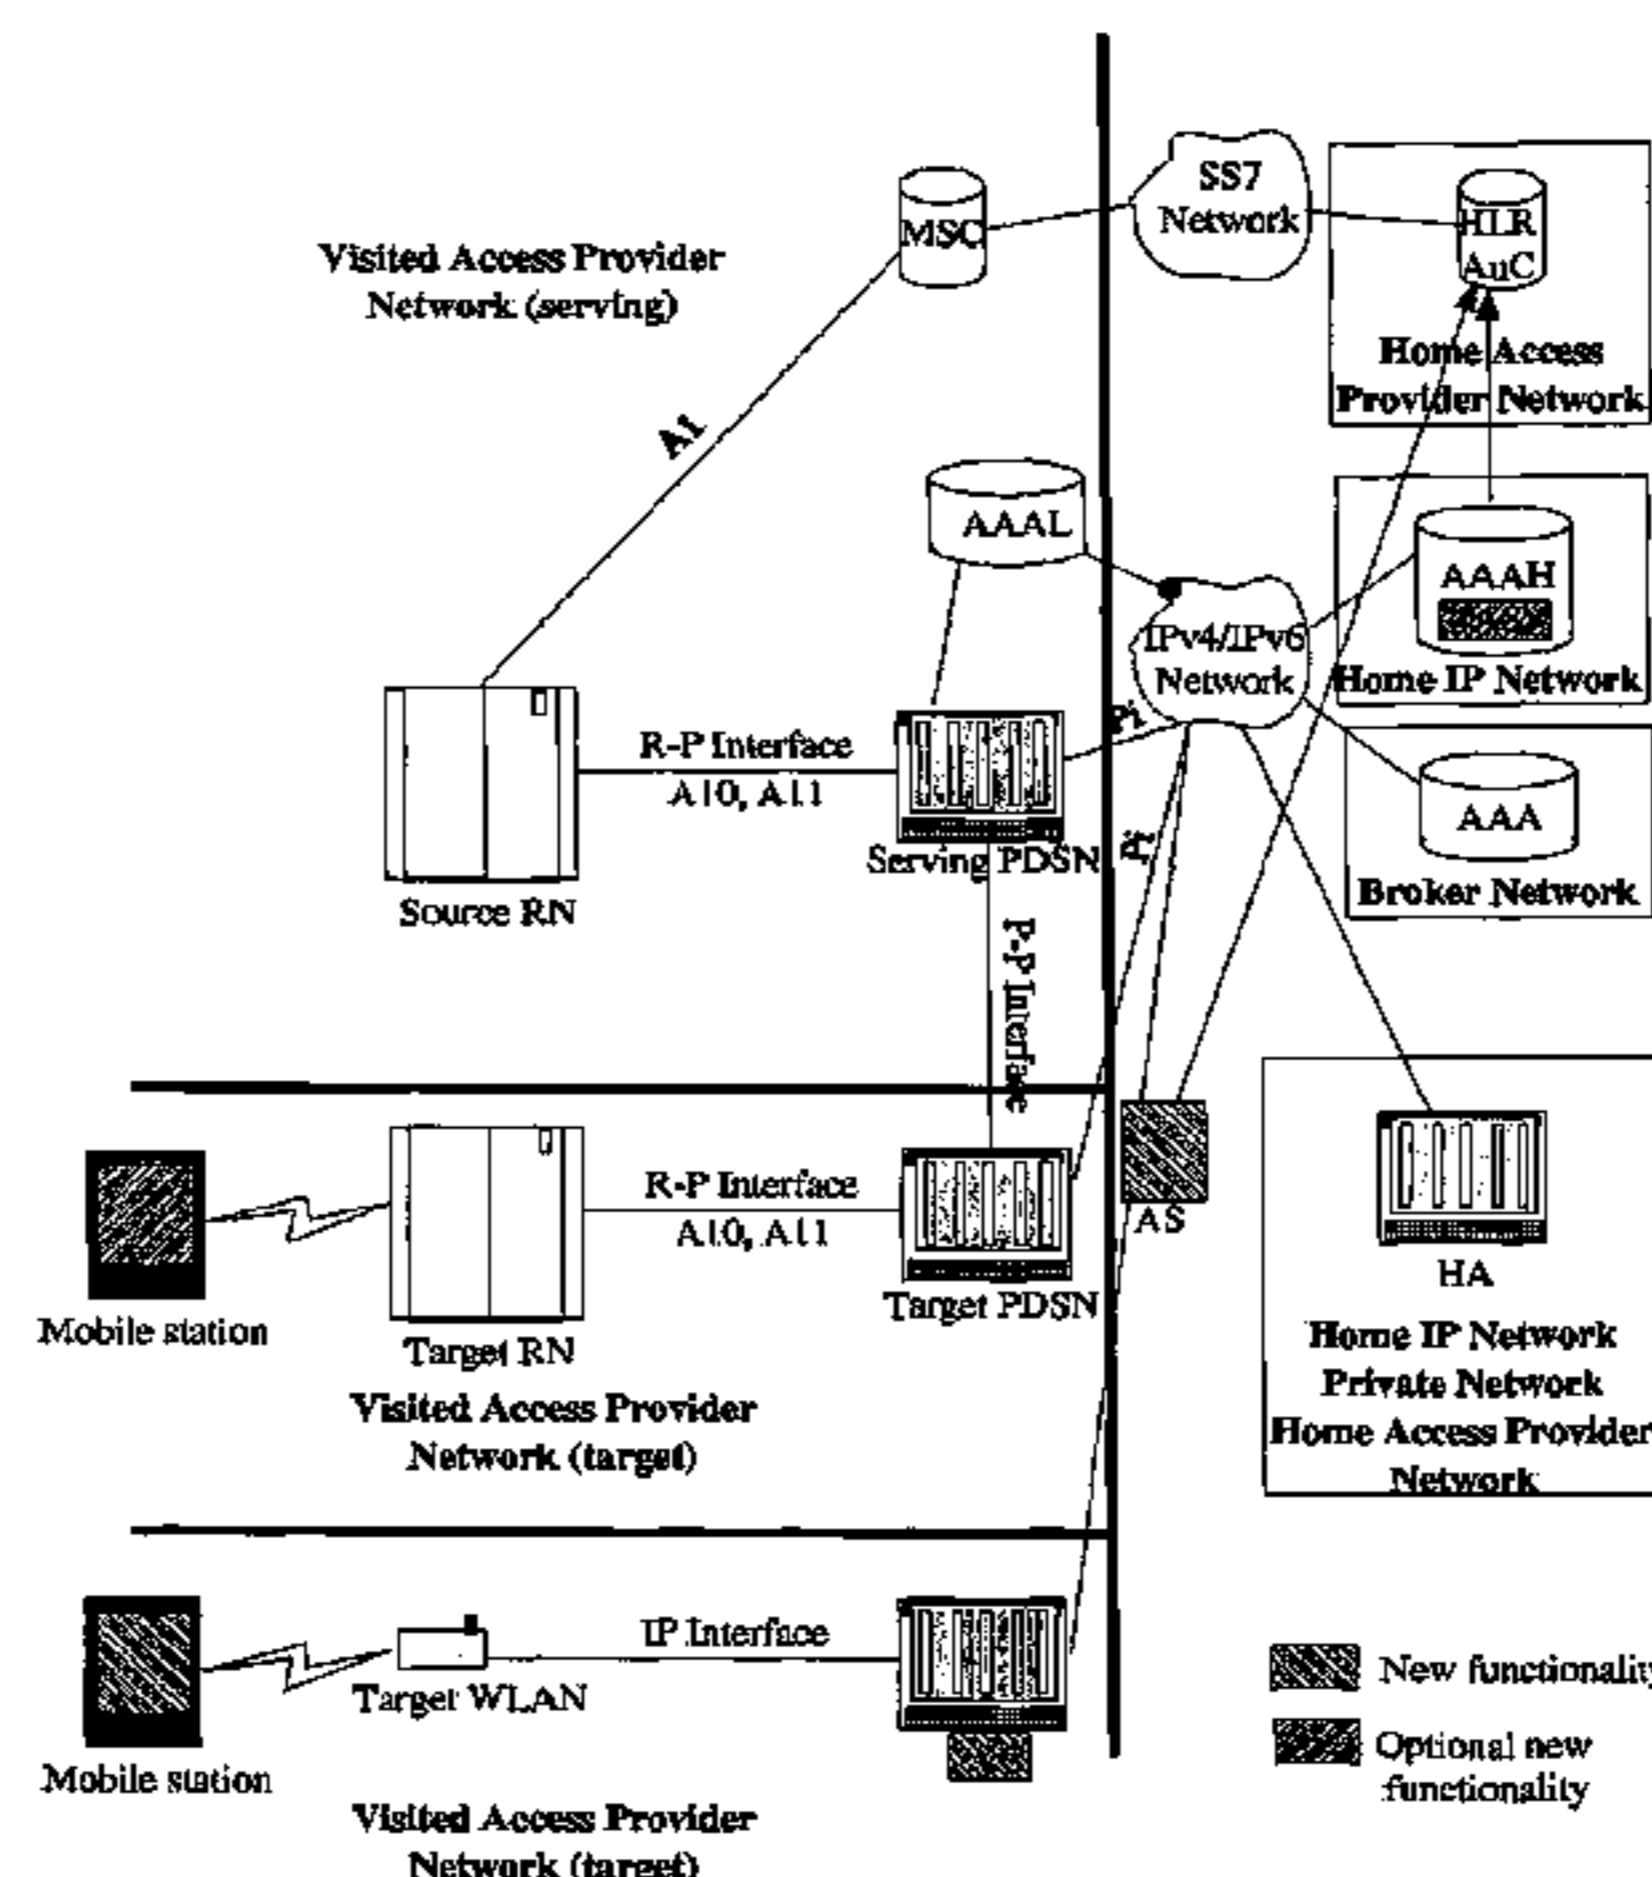 SS7
Network
MSC
HLR
AuC
Visited Access Provider
Network (serving)
Home Access
Provider Network
A1
AAAL
AAAH
IPv4/IPv6
Network
Home IP Network
Pi
R-P Interface
A10, A11
AAA
Pi
Serving PDSN
Broker Network
Source RN
P-P Interface
R-P Interface
A10, A11
AS
HA
Mobile station
Target RN
Target PDSN
Home IP Network
Private Network
Home Access Provider
Network
Visited Access Provider
Network (target)
IP Interface
Target WLAN
New functionality
Optional new
functionality
Mobile station
Visited Access Provider
Network (target)